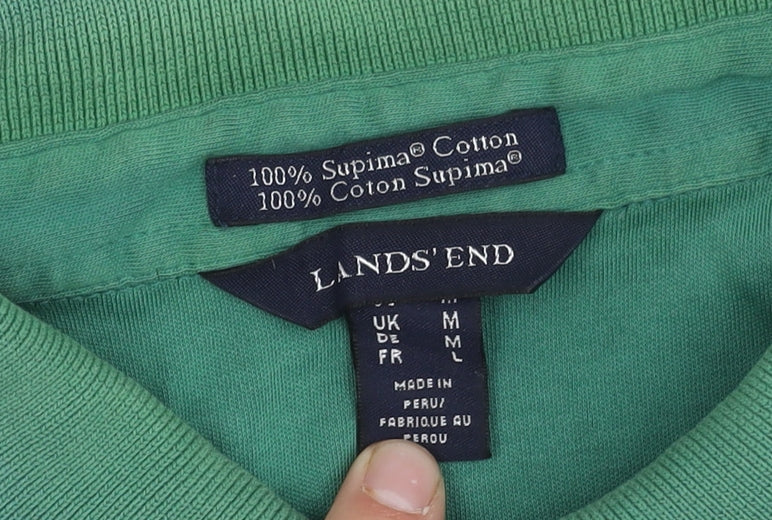 100% Supima® Cotton
100% Coton Supima®
LANDS' END
UK M
DE M
FR L
MADE IN
PERU/
FABRIQUE AU
PEROU